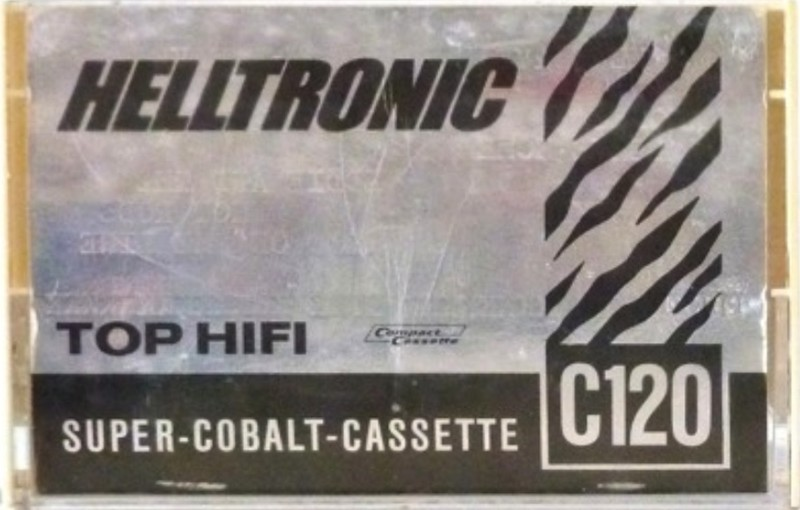 HELLTRONIC
TOP HIFI
Compact
Cassette
C120
SUPER-COBALT-CASSETTE